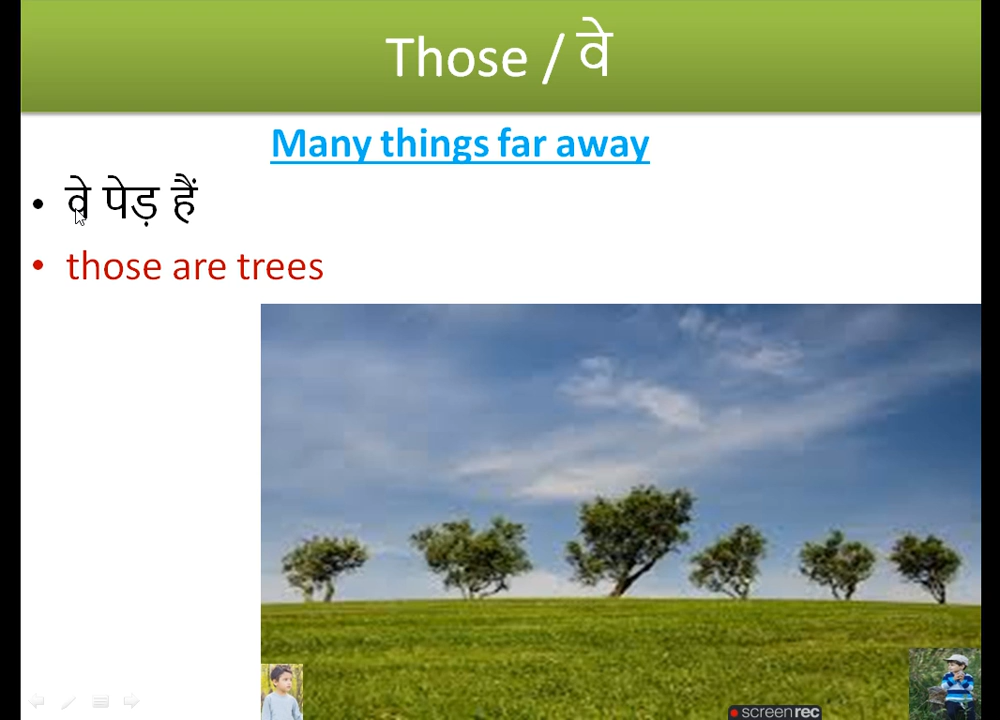 Those / वे
Many things far away
• वे पेड़ हैं
• those are trees
screenrec